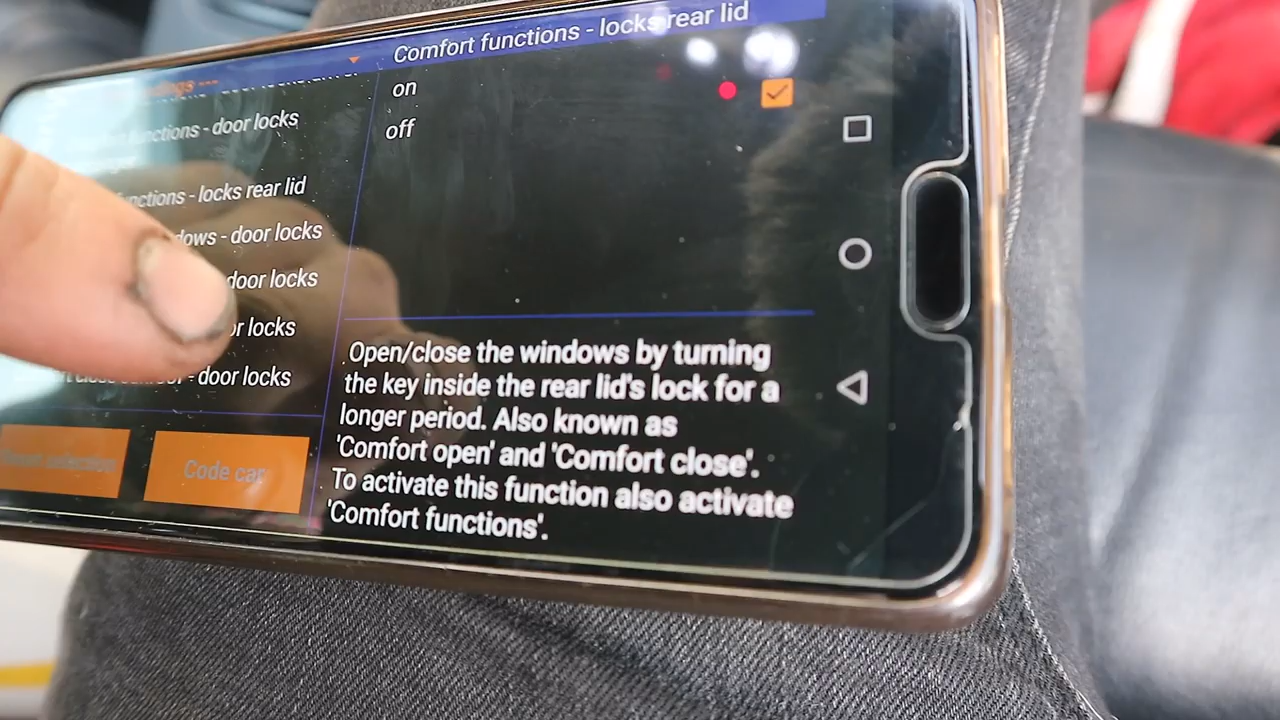 Comfort functions - locks rear lid
on
off
functions - door locks
functions - locks rear lid
dows - door locks
door locks
or locks
- door locks
Code car
Open/close the windows by turning
the key inside the rear lid's lock for a
longer period. Also known as
'Comfort open' and 'Comfort close'.
To activate this function also activate
'Comfort functions'.